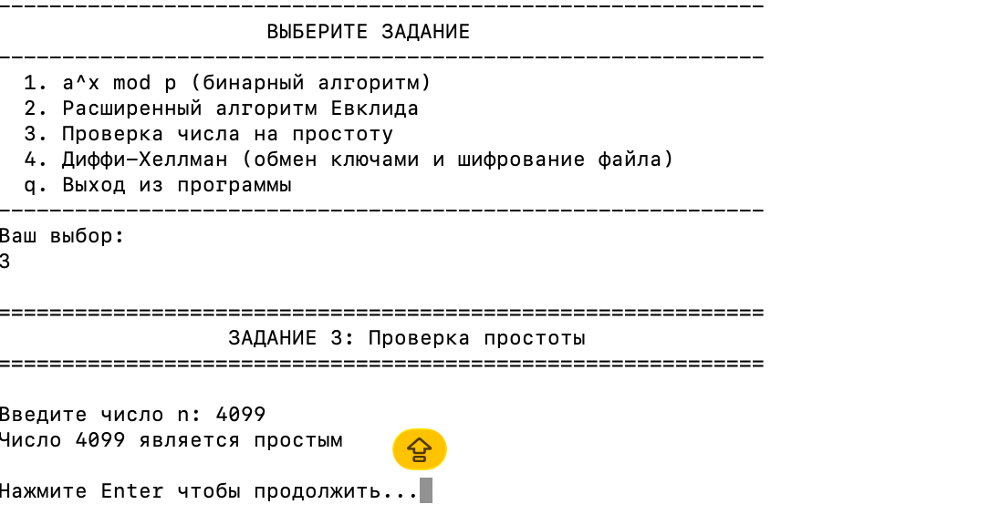 ------------------------------------------------------------
ВЫБЕРИТЕ ЗАДАНИЕ
------------------------------------------------------------
1. a^x mod p (бинарный алгоритм)
2. Расширенный алгоритм Евклида
3. Проверка числа на простоту
4. Диффи-Хеллман (обмен ключами и шифрование файла)
q. Выход из программы
------------------------------------------------------------
Ваш выбор:
3
============================================================
ЗАДАНИЕ 3: Проверка простоты
============================================================
Введите число n: 4099
Число 4099 является простым
Нажмите Enter чтобы продолжить...